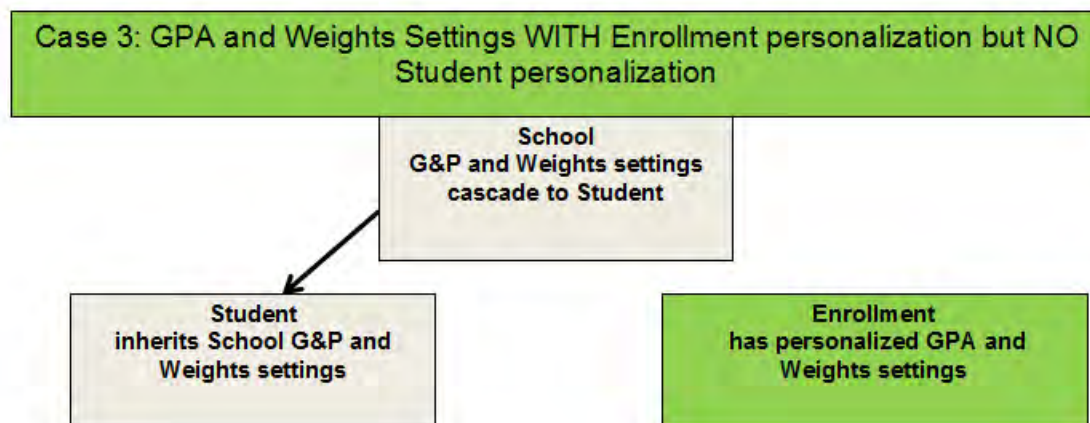 Case 3: GPA and Weights Settings WITH Enrollment personalization but NO
Student personalization
School
G&P and Weights settings
cascade to Student
Student
inherits School G&P and
Weights settings
Enrollment
has personalized GPA and
Weights settings